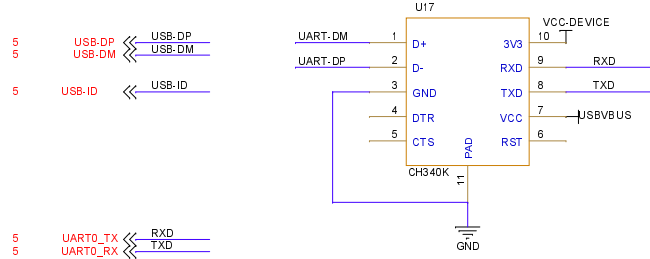 U17
VCC-DEVICE
5 USB-DP USB-DP
5 USB-DM USB-DM
5 USB-ID USB-ID
UART-DM 1 D+ 3V3 10
UART-DP 2 D- RXD 9 RXD
3 GND TXD 8 TXD
4 DTR VCC 7 USBVBUS
5 CTS RST 6
PAD
CH340K
11
GND
5 UART0_TX RXD
5 UART0_RX TXD